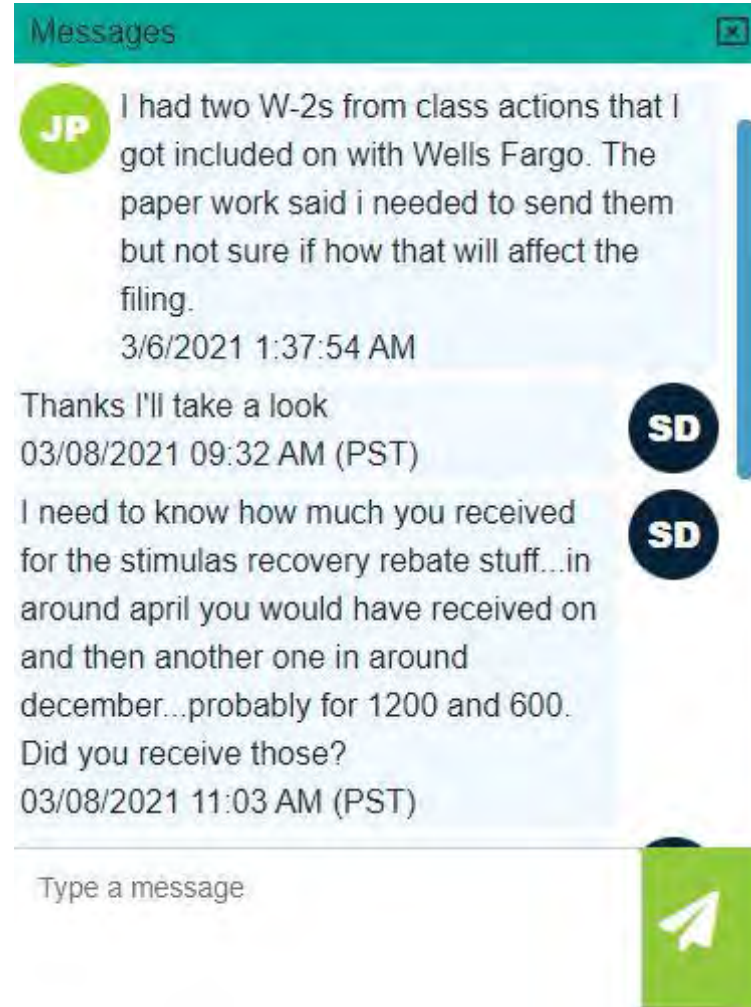 Messages
JP
I had two W-2s from class actions that I
got included on with Wells Fargo. The
paper work said i needed to send them
but not sure if how that will affect the
filing.
3/6/2021 1:37:54 AM
Thanks I'll take a look
03/08/2021 09:32 AM (PST)
SD
I need to know how much you received
for the stimulas recovery rebate stuff...in
around april you would have received on
and then another one in around
december...probably for 1200 and 600.
Did you receive those?
03/08/2021 11:03 AM (PST)
SD
Type a message